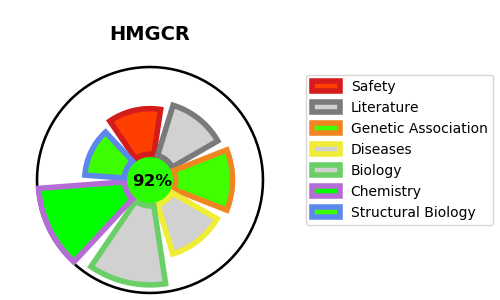 HMGCR
92%
Safety
Literature
Genetic Association
Diseases
Biology
Chemistry
Structural Biology